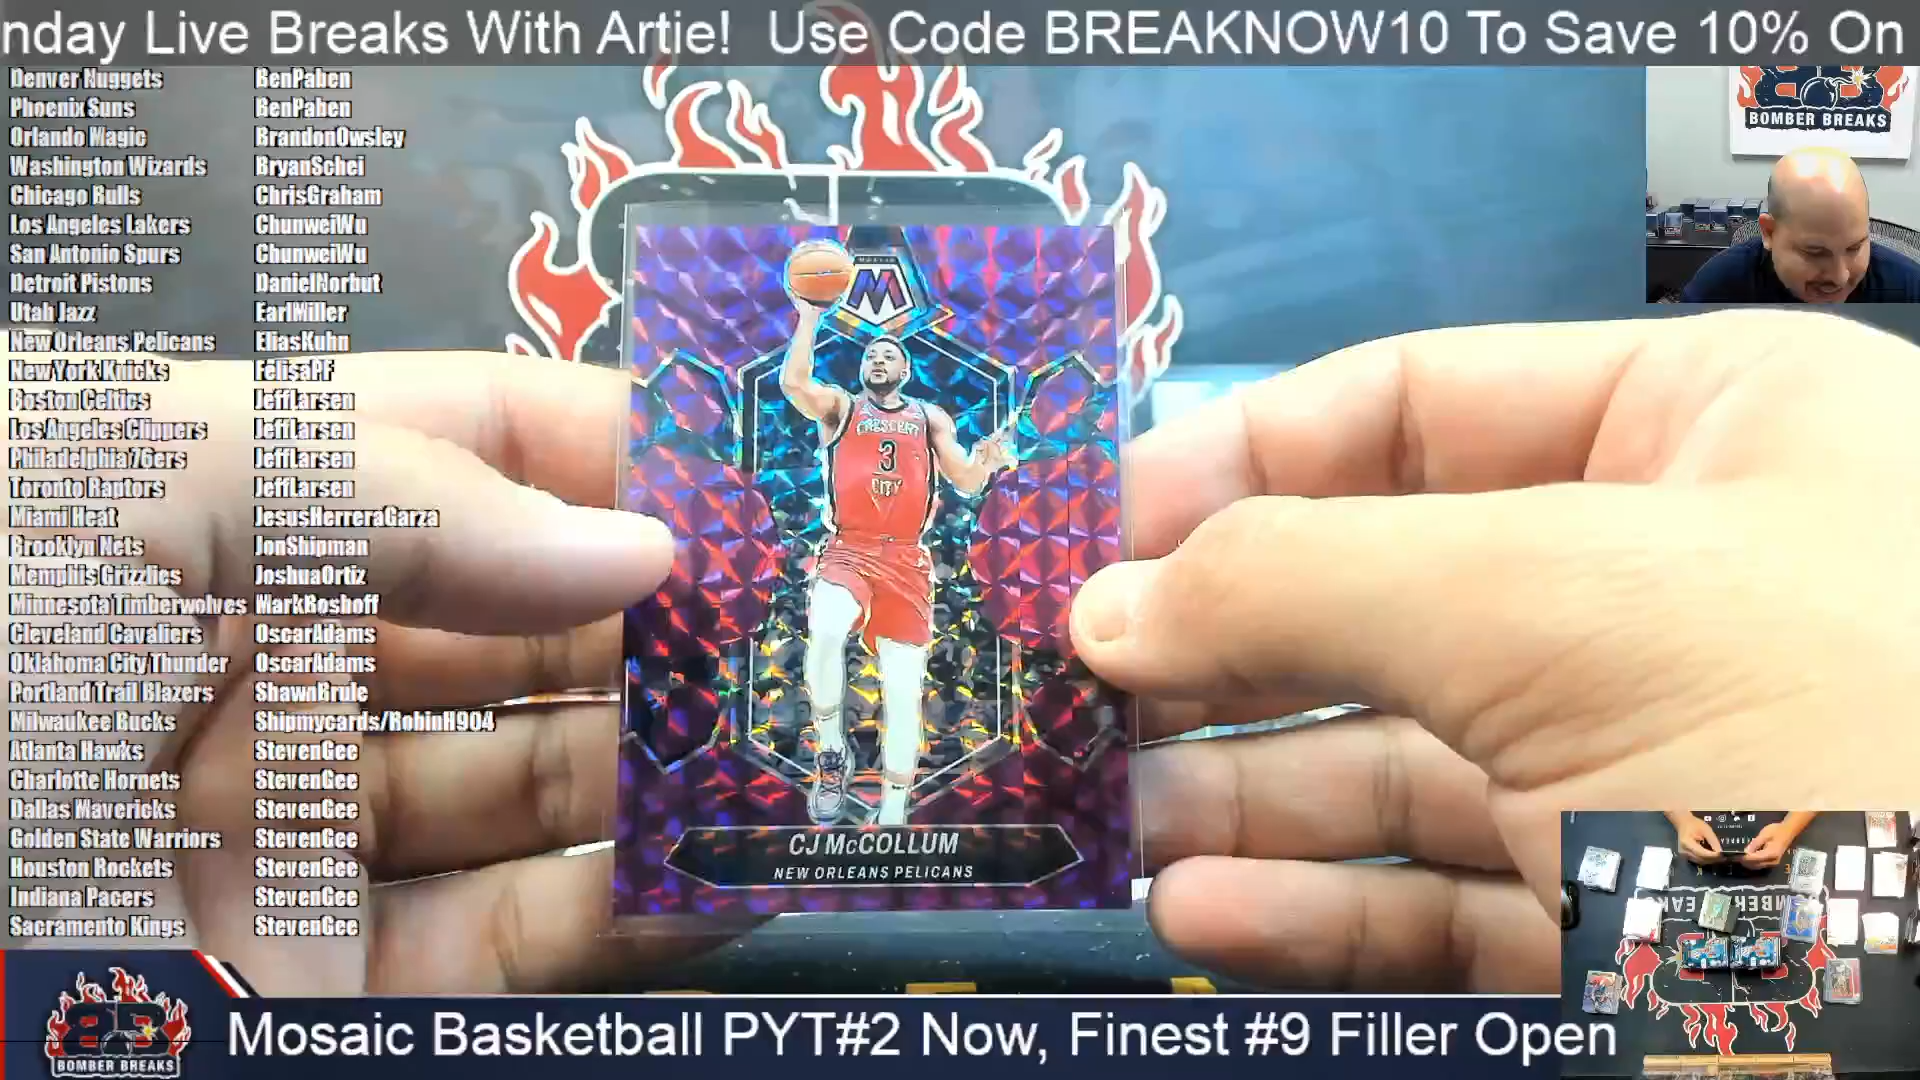 nday Live Breaks With Artie! Use Code BREAKNOW10 To Save 10% On
BOMBER BREAKS
Denver Nuggets BenPaben
Phoenix Suns BenPaben
Orlando Magic BrandonOwsley
Washington Wizards BryanSchei
Chicago Bulls ChrisGraham
Los Angeles Lakers ChunweiWu
San Antonio Spurs ChunweiWu
Detroit Pistons DanielNorbut
Utah Jazz EarlMiller
New Orleans Pelicans EliasKuhn
New York Knicks FelisaPF
Boston Celtics JeffLarsen
Los Angeles Clippers JeffLarsen
Philadelphia 76ers JeffLarsen
Toronto Raptors JeffLarsen
Miami Heat JesusHerreraGarza
Brooklyn Nets JonShipman
Memphis Grizzlies JoshuaOrtiz
Minnesota Timberwolves MarkBoshoff
Cleveland Cavaliers OscarAdams
Oklahoma City Thunder OscarAdams
Portland Trail Blazers ShawnBrule
Milwaukee Bucks Shipmycards/RobinH904
Atlanta Hawks StevenGee
Charlotte Hornets StevenGee
Dallas Mavericks StevenGee
Golden State Warriors StevenGee
Houston Rockets StevenGee
Indiana Pacers StevenGee
Sacramento Kings StevenGee
MOSAIC
M
CRESCENT
3
CITY
CJ McCOLLUM
NEW ORLEANS PELICANS
BOMBER BREAKS
Mosaic Basketball PYT#2 Now, Finest #9 Filler Open